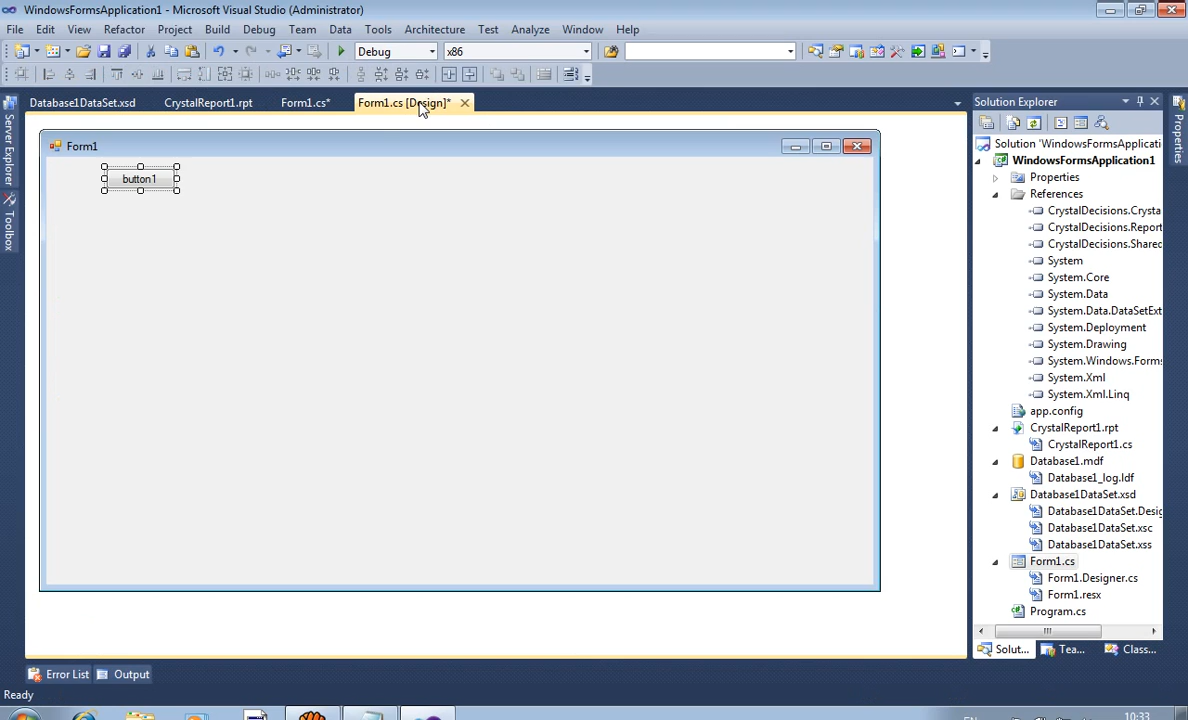 WindowsFormsApplication1 - Microsoft Visual Studio (Administrator)
File Edit View Refactor Project Build Debug Team Data Tools Architecture Test Analyze Window Help
Debug x86
Database1DataSet.xsd CrystalReport1.rpt Form1.cs* Form1.cs [Design]*
Server Explorer
Toolbox
Form1
button1
Solution Explorer
Solution 'WindowsFormsApplicati
WindowsFormsApplication1
Properties
References
CrystalDecisions.Crysta
CrystalDecisions.Report
CrystalDecisions.Shared
System
System.Core
System.Data
System.Data.DataSetExt
System.Deployment
System.Drawing
System.Windows.Forms
System.Xml
System.Xml.Linq
app.config
CrystalReport1.rpt
CrystalReport1.cs
Database1.mdf
Database1_log.ldf
Database1DataSet.xsd
Database1DataSet.Desig
Database1DataSet.xsc
Database1DataSet.xss
Form1.cs
Form1.Designer.cs
Form1.resx
Program.cs
Solut... Tea... Class...
Properties
Error List Output
Ready
10:33